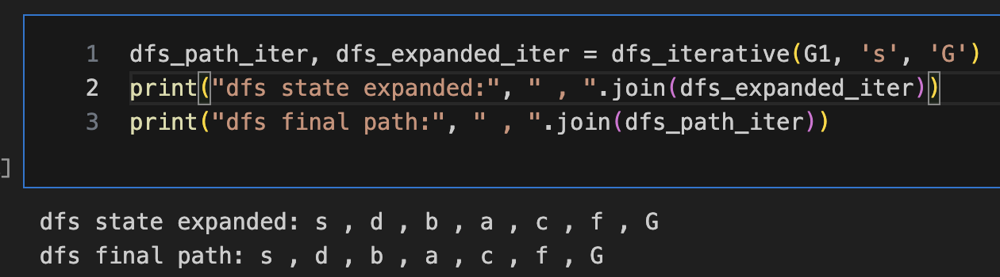 1 dfs_path_iter, dfs_expanded_iter = dfs_iterative(G1, 's', 'G')
2 print("dfs state expanded:", " , ".join(dfs_expanded_iter))
3 print("dfs final path:", " , ".join(dfs_path_iter))
]
dfs state expanded: s , d , b , a , c , f , G
dfs final path: s , d , b , a , c , f , G